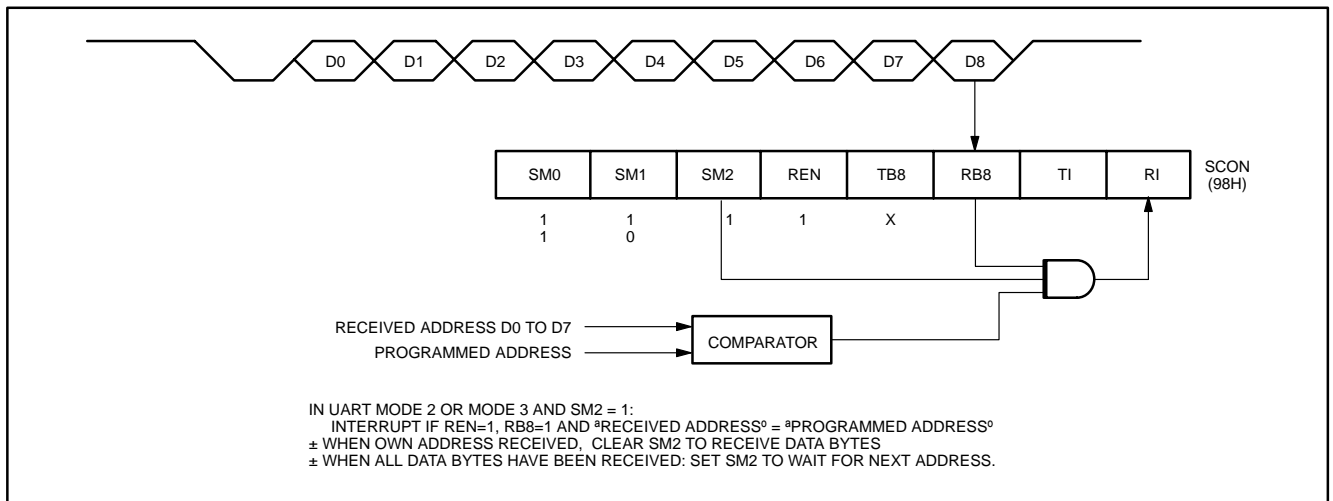 D0 D1 D2 D3 D4 D5 D6 D7 D8
SM0 SM1 SM2 REN TB8 RB8 TI RI
SCON
(98H)
1 1 1 1 X
1 0
RECEIVED ADDRESS D0 TO D7
PROGRAMMED ADDRESS
COMPARATOR
IN UART MODE 2 OR MODE 3 AND SM2 = 1:
INTERRUPT IF REN=1, RB8=1 AND ªRECEIVED ADDRESSº = ªPROGRAMMED ADDRESSº
± WHEN OWN ADDRESS RECEIVED, CLEAR SM2 TO RECEIVE DATA BYTES
± WHEN ALL DATA BYTES HAVE BEEN RECEIVED: SET SM2 TO WAIT FOR NEXT ADDRESS.